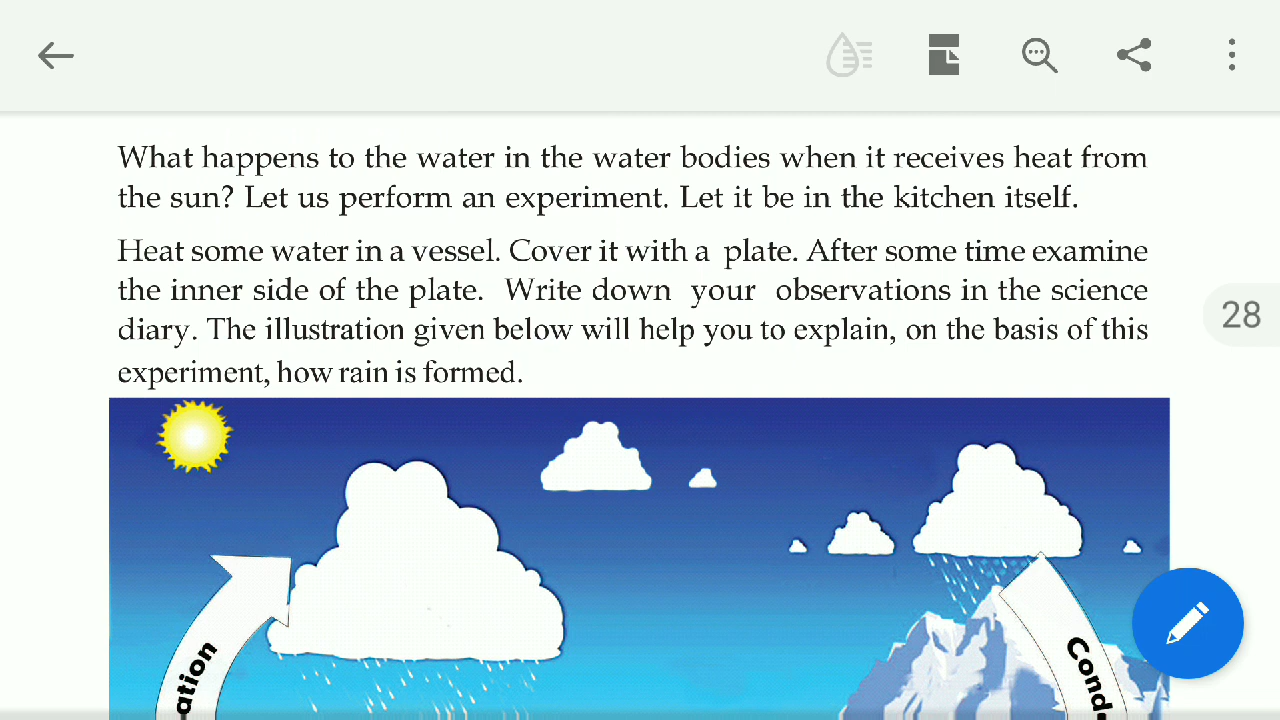 What happens to the water in the water bodies when it receives heat from
the sun? Let us perform an experiment. Let it be in the kitchen itself.
Heat some water in a vessel. Cover it with a plate. After some time examine
the inner side of the plate. Write down your observations in the science
diary. The illustration given below will help you to explain, on the basis of this
experiment, how rain is formed.
28
ation
Cond